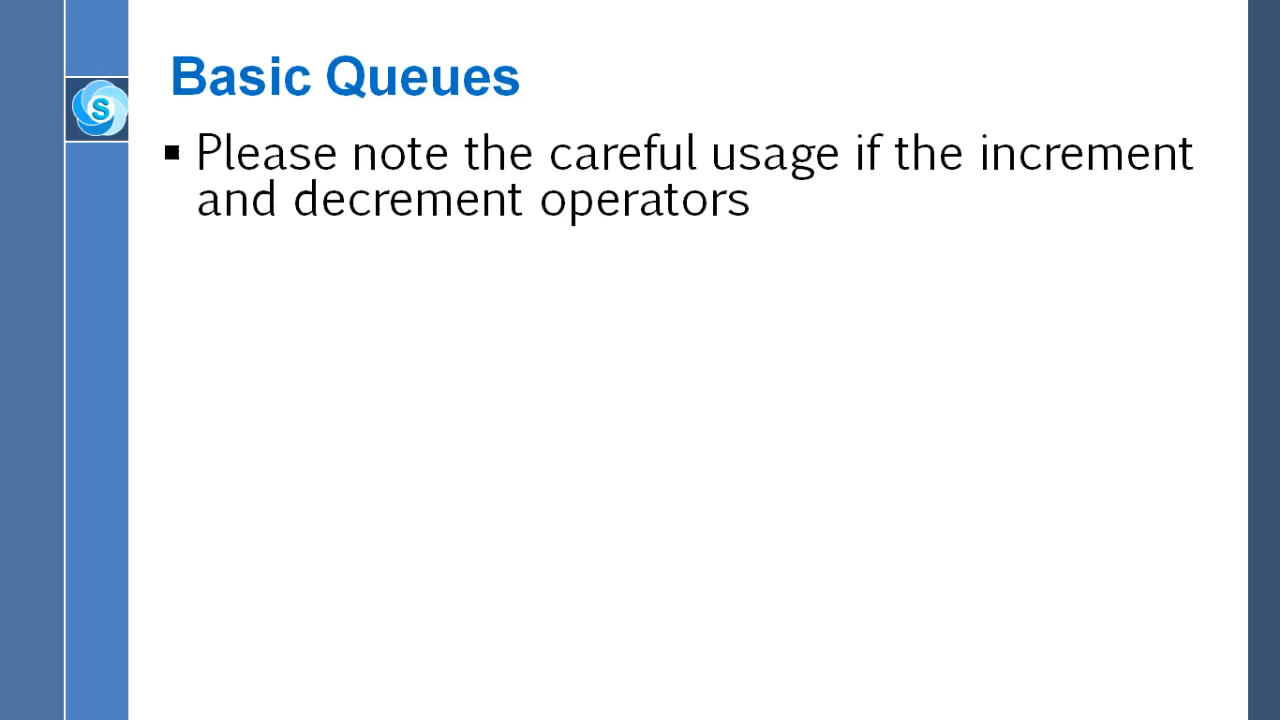 Basic Queues
S
▪ Please note the careful usage if the increment
and decrement operators